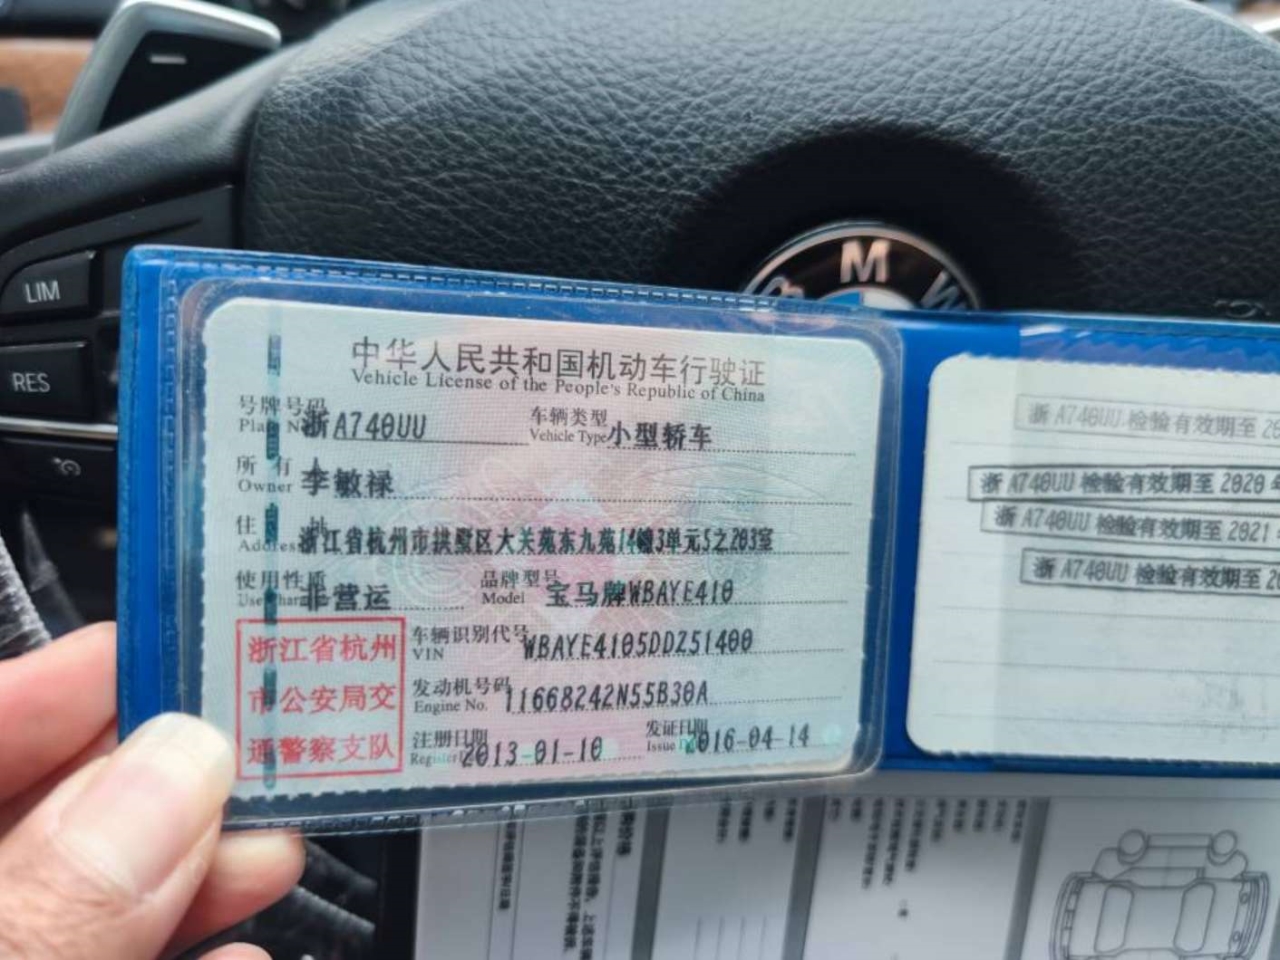 M
W
LIM
RES
中华人民共和国机动车行驶证
Vehicle License of the People's Republic of China
号牌号码 浙A740UU 车辆类型 小型轿车
Plate No. Vehicle Type
所有人 李敏禄
Owner
住址 浙江省杭州市拱墅区大关苑东九苑14幢3单元5之203室
Address
使用性质 非营运 品牌型号 宝马牌WBAYE410
Use Character Model
浙江省杭州市公安局交通警察支队
车辆识别代号 WBAYE4105DDZ51400
VIN
发动机号码 11668242N55B30A
Engine No.
注册日期 2013-01-10 发证日期 2016-04-14
Register Issue
浙A740UU 检验有效期至 20
浙A740UU 检验有效期至 2020年
浙A740UU 检验有效期至 2021
浙A740UU 检验有效期至 20